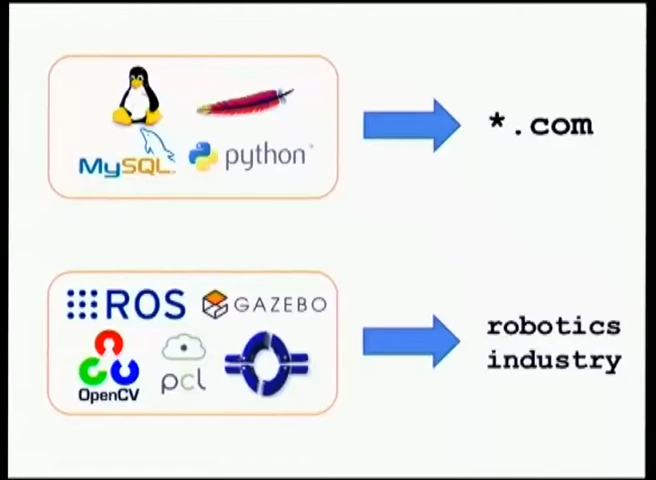 MySQL
python
*.com
ROS
GAZEBO
OpenCV
pcl
robotics
industry